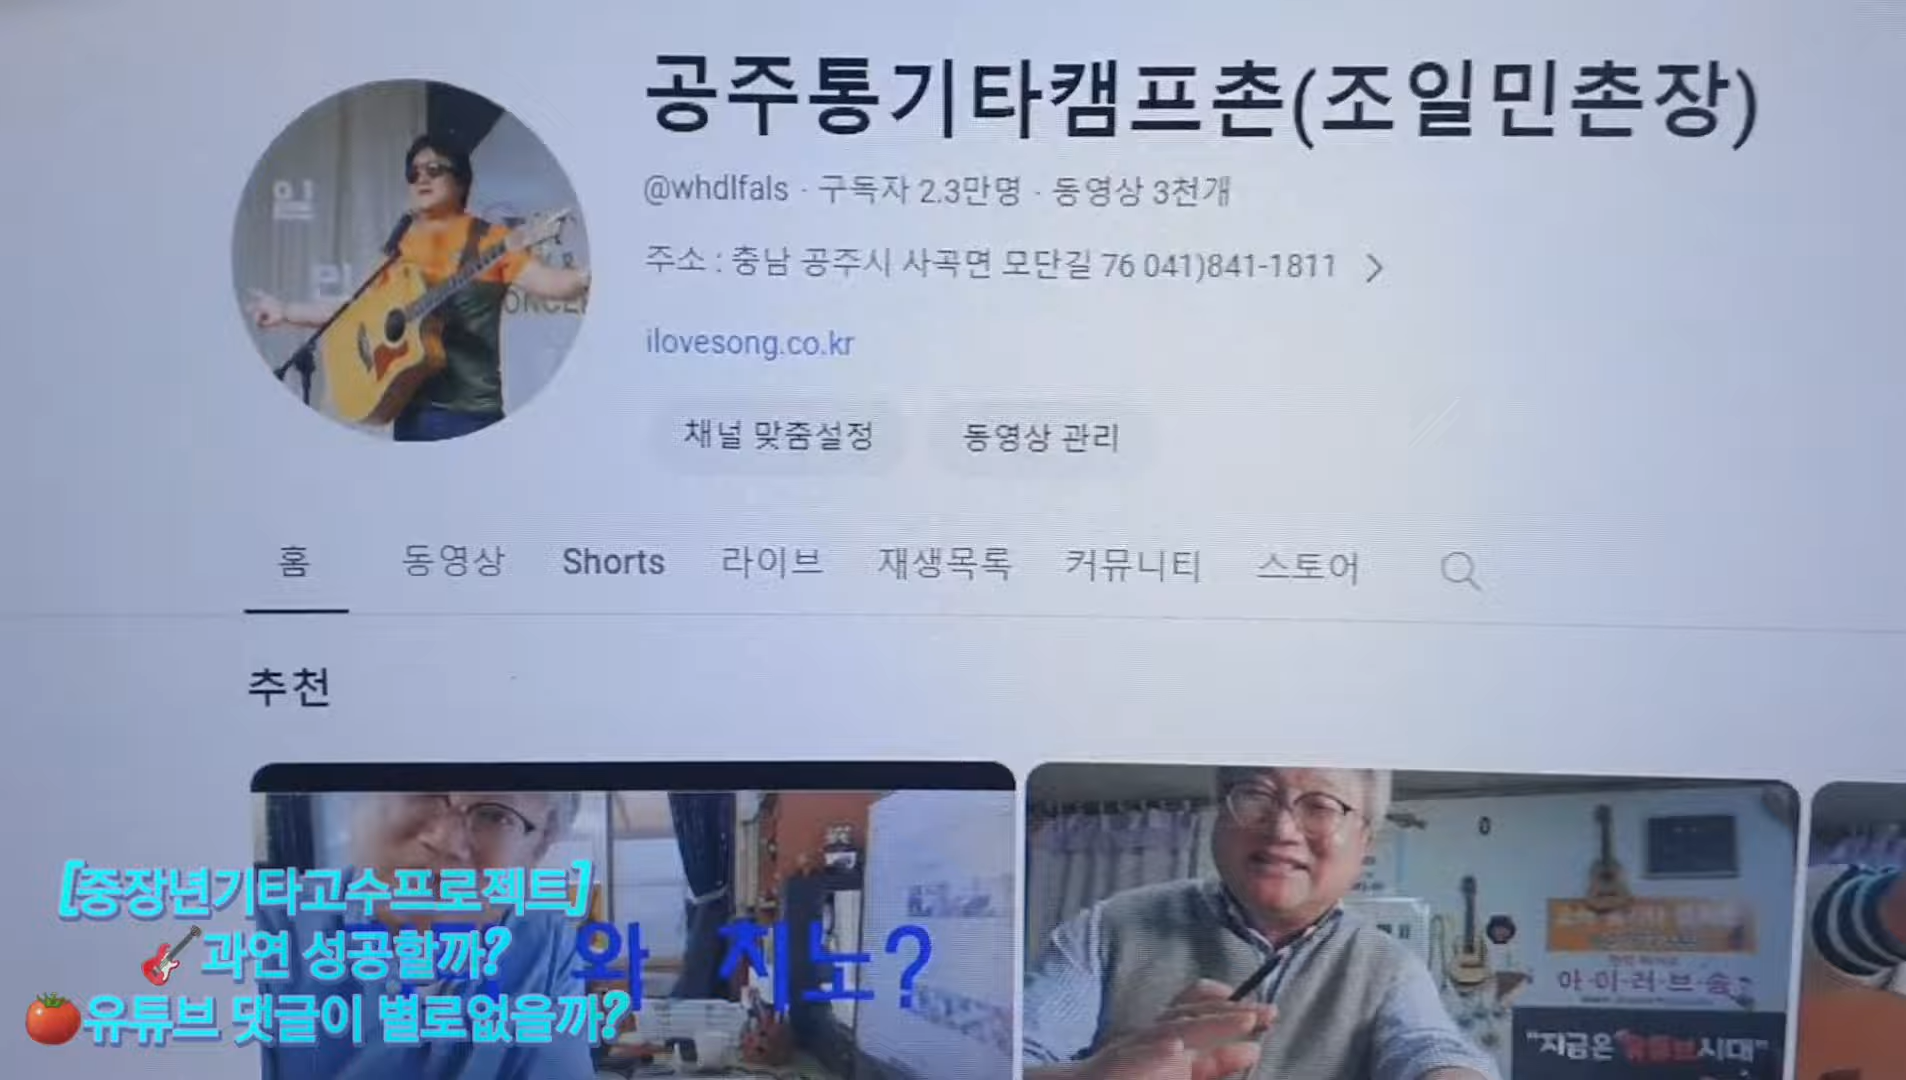 공주통기타캠프촌(조일민촌장)
@whdlfals · 구독자 2.3만명 · 동영상 3천개
주소 : 충남 공주시 사곡면 모단길 76 041)841-1811
ilovesong.co.kr
채널 맞춤설정 동영상 관리
홈 동영상 Shorts 라이브 재생목록 커뮤니티 스토어
추천
[중장년기타고수프로젝트]
🎸과연 성공할까?
🍅유튜브 댓글이 별로없을까?
와 치노?
아·이·러·브·송
"지금은 유튜브시대"